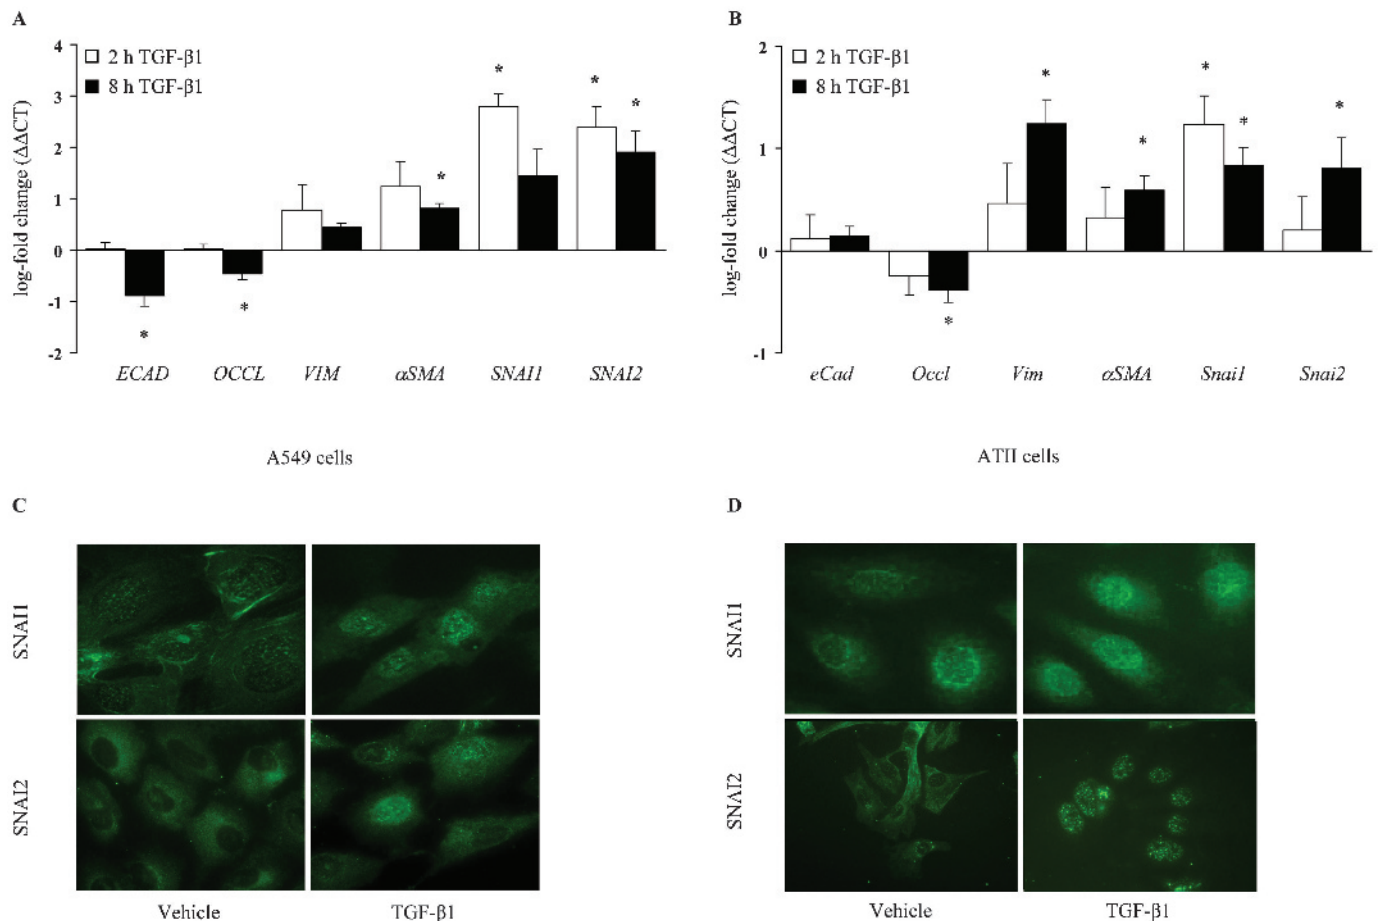 A
4
3
2
1
0
-1
-2
log-fold change (ΔΔCT)
2 h TGF-β1
8 h TGF-β1
*
*
*
*
*
*
ECAD OCCL VIM αSMA SNAI1 SNAI2
A549 cells
B
2
1
0
-1
log-fold change (ΔΔCT)
2 h TGF-β1
8 h TGF-β1
*
*
*
*
*
*
eCad Occl Vim αSMA Snai1 Snai2
ATII cells
C
SNAI1
SNAI2
Vehicle TGF-β1
D
SNAI1
SNAI2
Vehicle TGF-β1